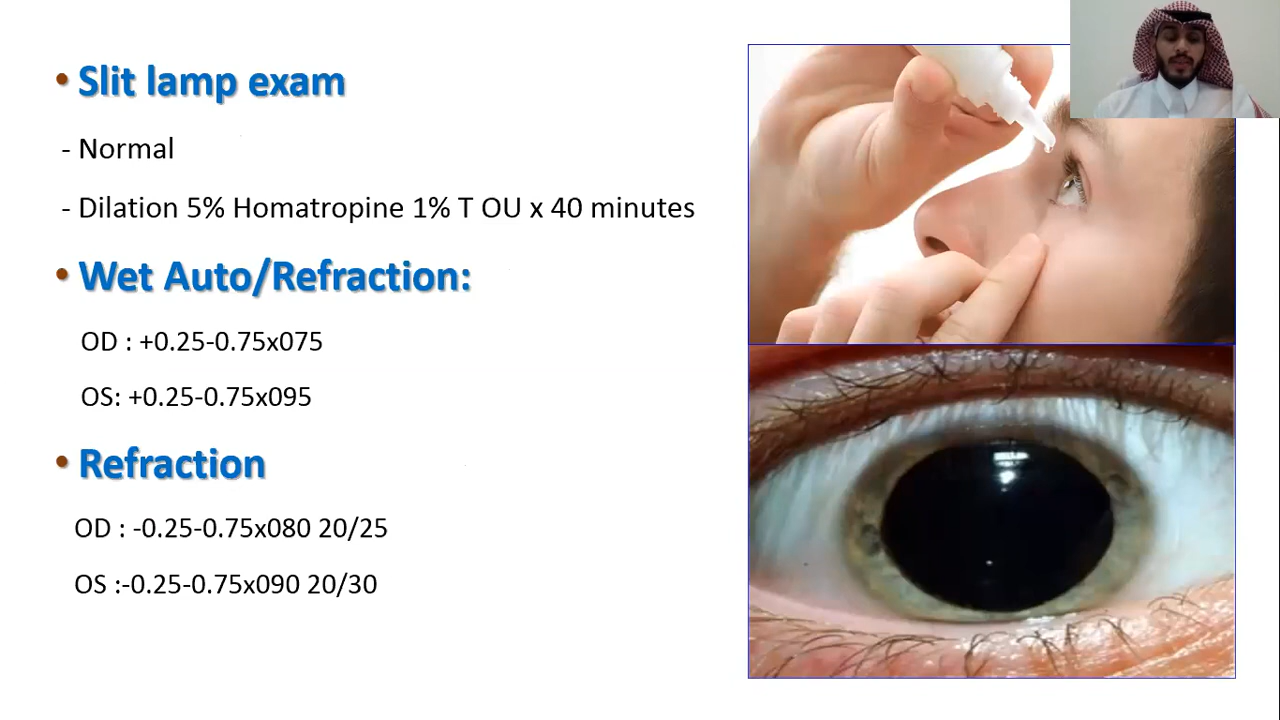 • Slit lamp exam
- Normal
- Dilation 5% Homatropine 1% T OU x 40 minutes
• Wet Auto/Refraction:
OD : +0.25-0.75x075
OS: +0.25-0.75x095
• Refraction
OD : -0.25-0.75x080 20/25
OS :-0.25-0.75x090 20/30